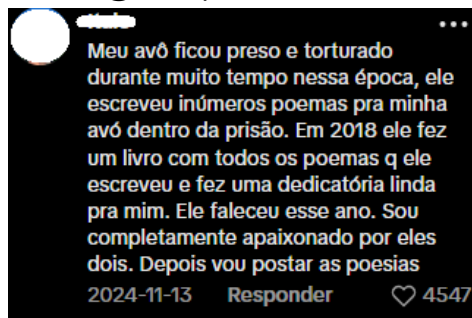 Meu avô ficou preso e torturado
durante muito tempo nessa época, ele
escreveu inúmeros poemas pra minha
avó dentro da prisão. Em 2018 ele fez
um livro com todos os poemas q ele
escreveu e fez uma dedicatória linda
pra mim. Ele faleceu esse ano. Sou
completamente apaixonado por eles
dois. Depois vou postar as poesias
2024-11-13 Responder 4547